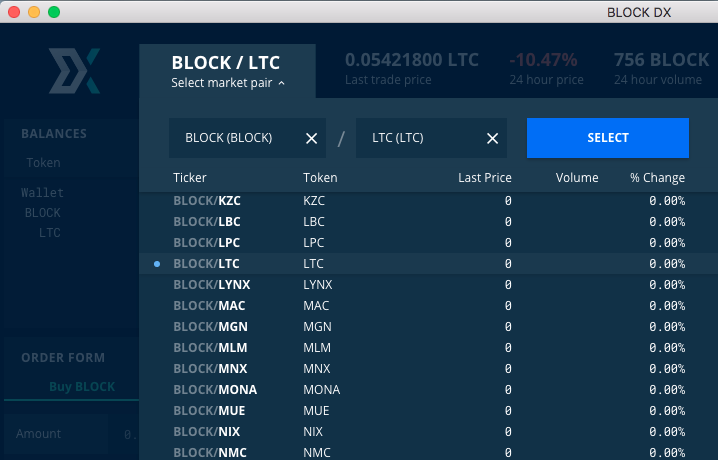 BLOCK DX
BLOCK / LTC
Select market pair
0.05421800 LTC
Last trade price
-10.47%
24 hour price
756 BLOCK
24 hour volume
BALANCES
Token
Wallet
BLOCK
LTC
ORDER FORM
Buy BLOCK
Amount 0.
BLOCK (BLOCK) / LTC (LTC) SELECT
Ticker Token Last Price Volume % Change
BLOCK/KZC KZC 0 0.00%
BLOCK/LBC LBC 0 0.00%
BLOCK/LPC LPC 0 0.00%
BLOCK/LTC LTC 0 0.00%
BLOCK/LYNX LYNX 0 0.00%
BLOCK/MAC MAC 0 0.00%
BLOCK/MGN MGN 0 0.00%
BLOCK/MLM MLM 0 0.00%
BLOCK/MNX MNX 0 0.00%
BLOCK/MONA MONA 0 0.00%
BLOCK/MUE MUE 0 0.00%
BLOCK/NIX NIX 0 0.00%
BLOCK/NMC NMC 0 0.00%